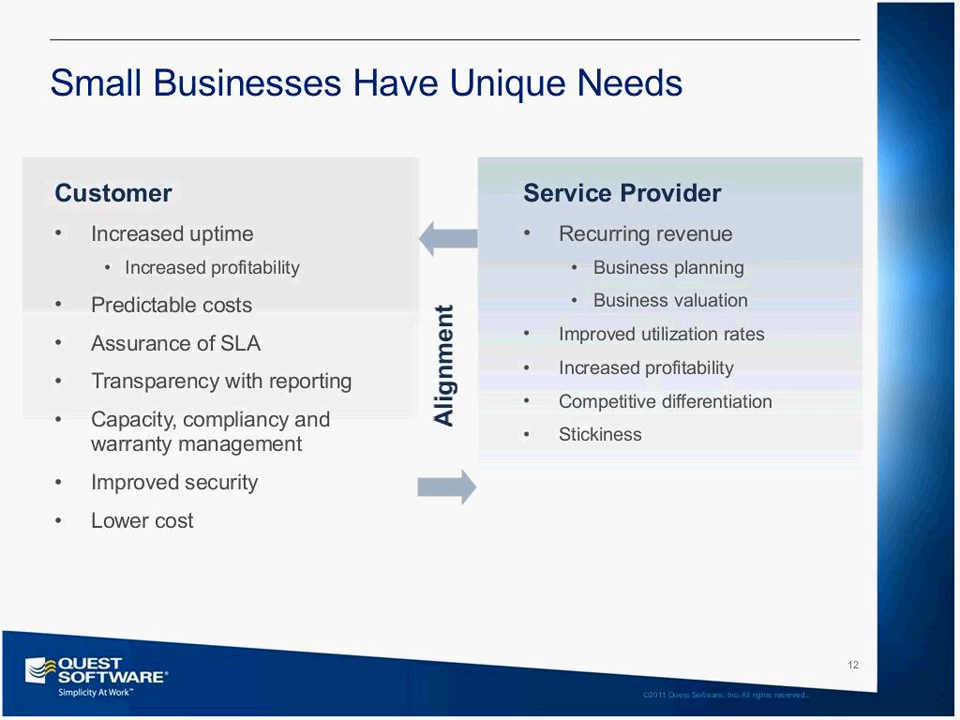 Small Businesses Have Unique Needs
Customer
• Increased uptime
• Increased profitability
• Predictable costs
• Assurance of SLA
• Transparency with reporting
• Capacity, compliancy and
warranty management
• Improved security
• Lower cost
Alignment
Service Provider
• Recurring revenue
• Business planning
• Business valuation
• Improved utilization rates
• Increased profitability
• Competitive differentiation
• Stickiness
QUEST
SOFTWARE®
Simplicity At Work™
12
©2011 Quest Software, Inc. All rights reserved..